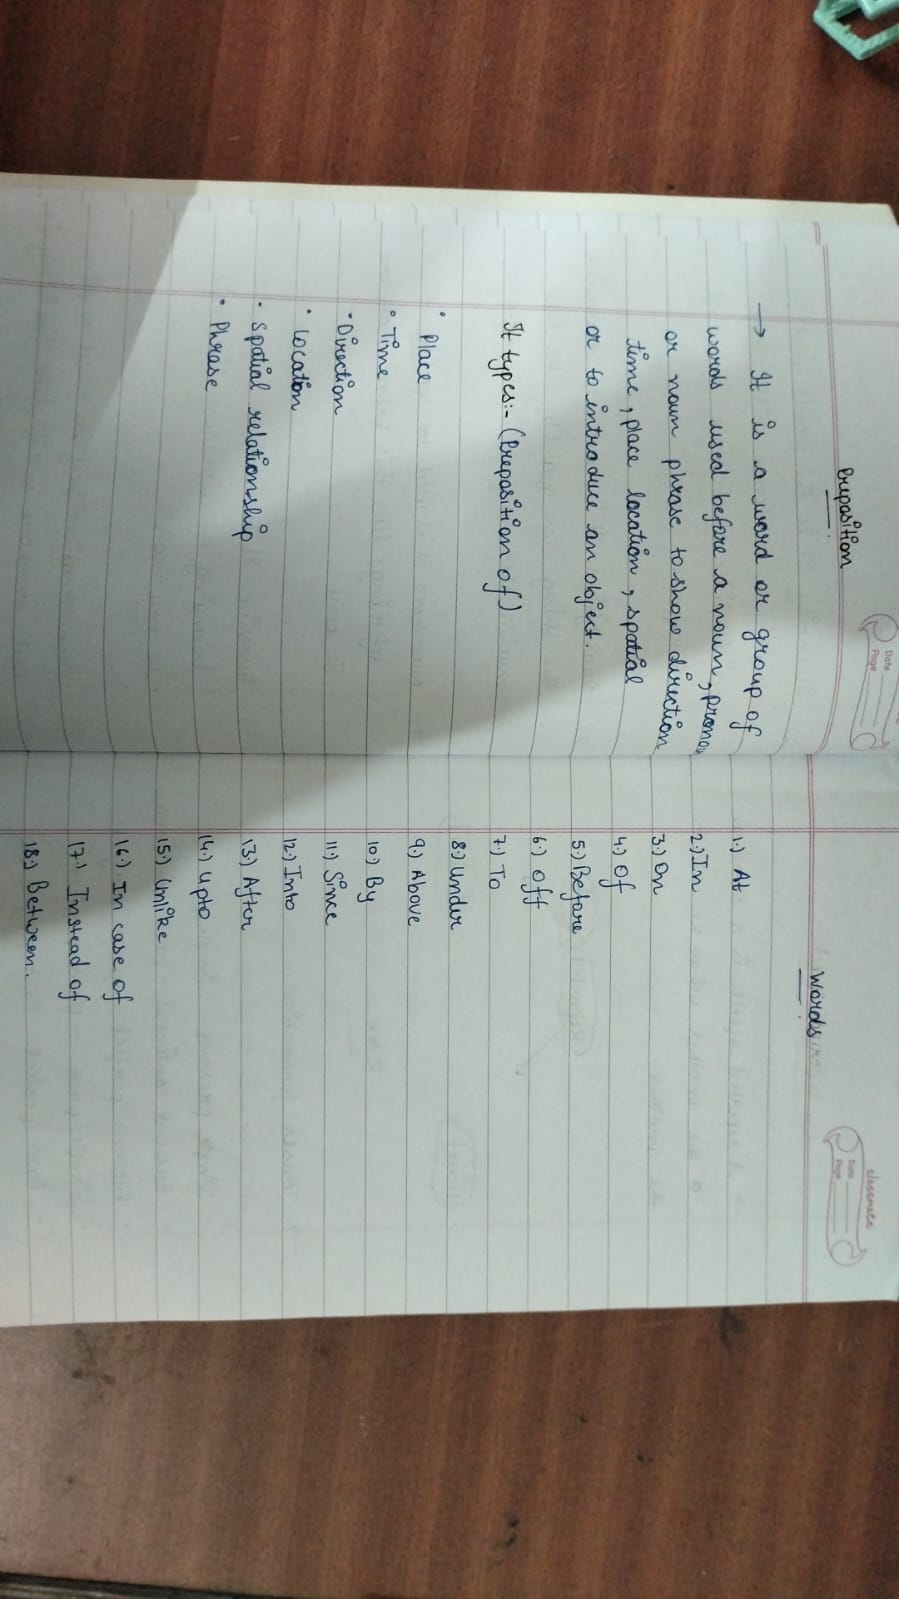 Date
Page
Preposition
→ It is a word or group of
words used before a noun, pronou
or noun phrase to show direction
time, place location, spatial
or to introduce an object.
It types:- (Preposition of)
• Place
• Time
• Direction
• Location
• Spatial relationship
• Phrase
classmate
Date
Page
Words
1.) At
2.) In
3.) On
4.) Of
5.) Before
6.) Off
7.) To
8.) Under
9.) Above
10.) By
11.) Since
12.) Into
13.) After
14.) Upto
15.) Unlike
16.) In case of
17.) Instead of
18.) Between.